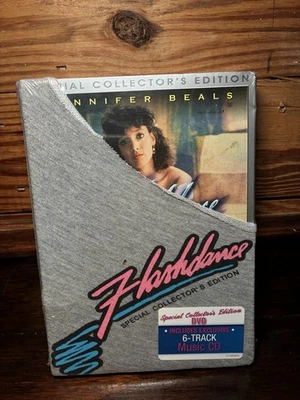 IAL COLLECTOR'S EDITION
NNIFER BEALS
Flashdance
SPECIAL COLLECTOR'S EDITION
Special Collector's Edition
DVD
INCLUDES EXCLUSIVE
6-TRACK
Music CD